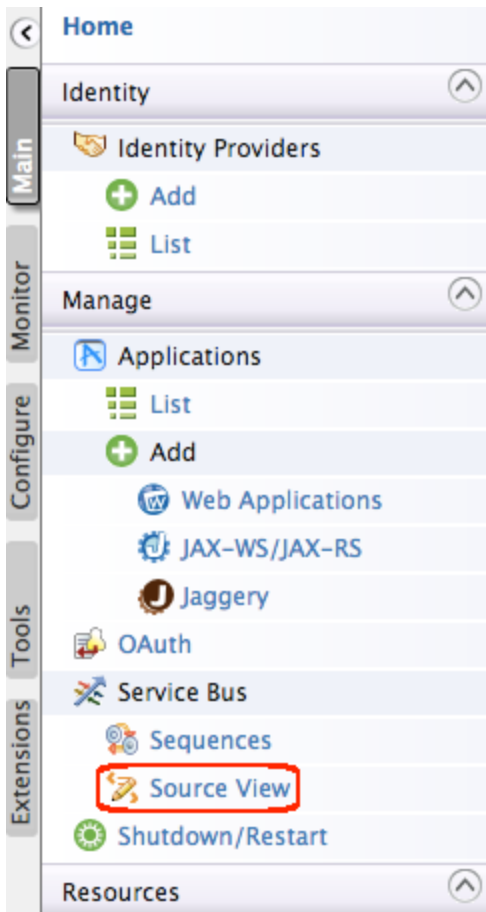 Home
Identity
Identity Providers
Add
List
Manage
Applications
List
Add
Web Applications
JAX-WS/JAX-RS
Jaggery
OAuth
Service Bus
Sequences
Source View
Shutdown/Restart
Resources
Main
Monitor
Configure
Tools
Extensions